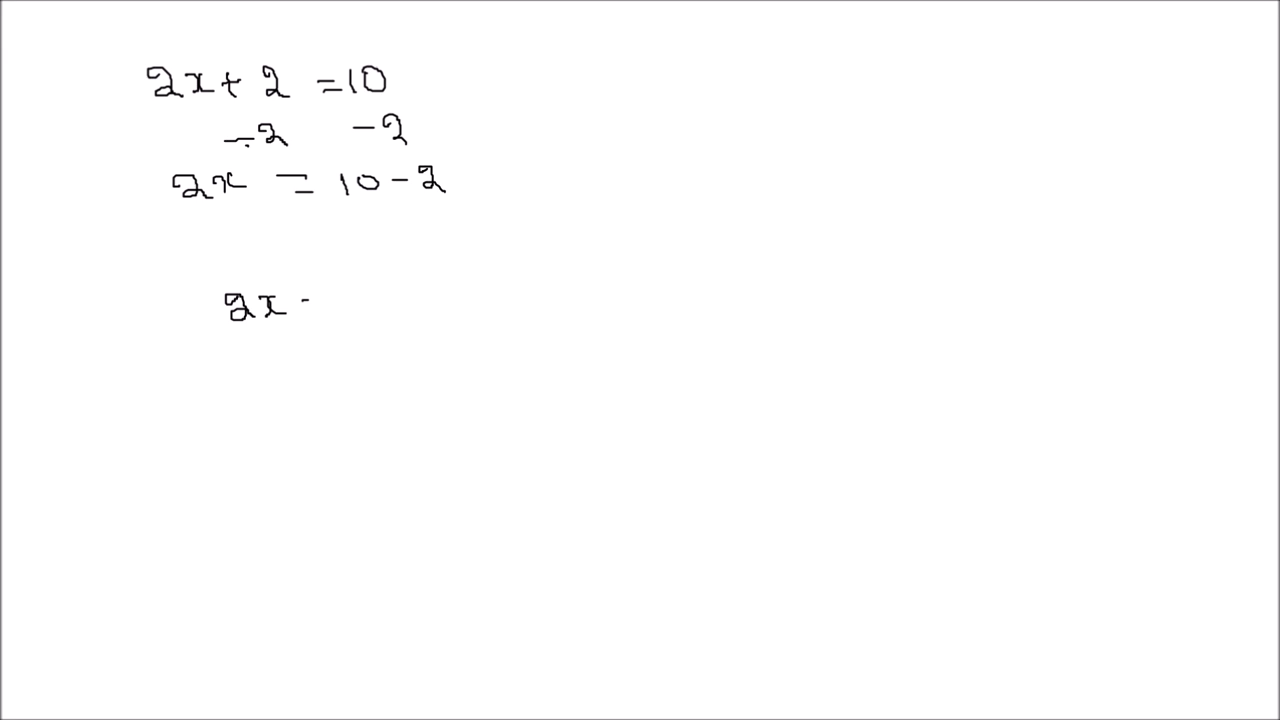 2x + 2 = 10
-2 -2
2x = 10 - 2
2x -